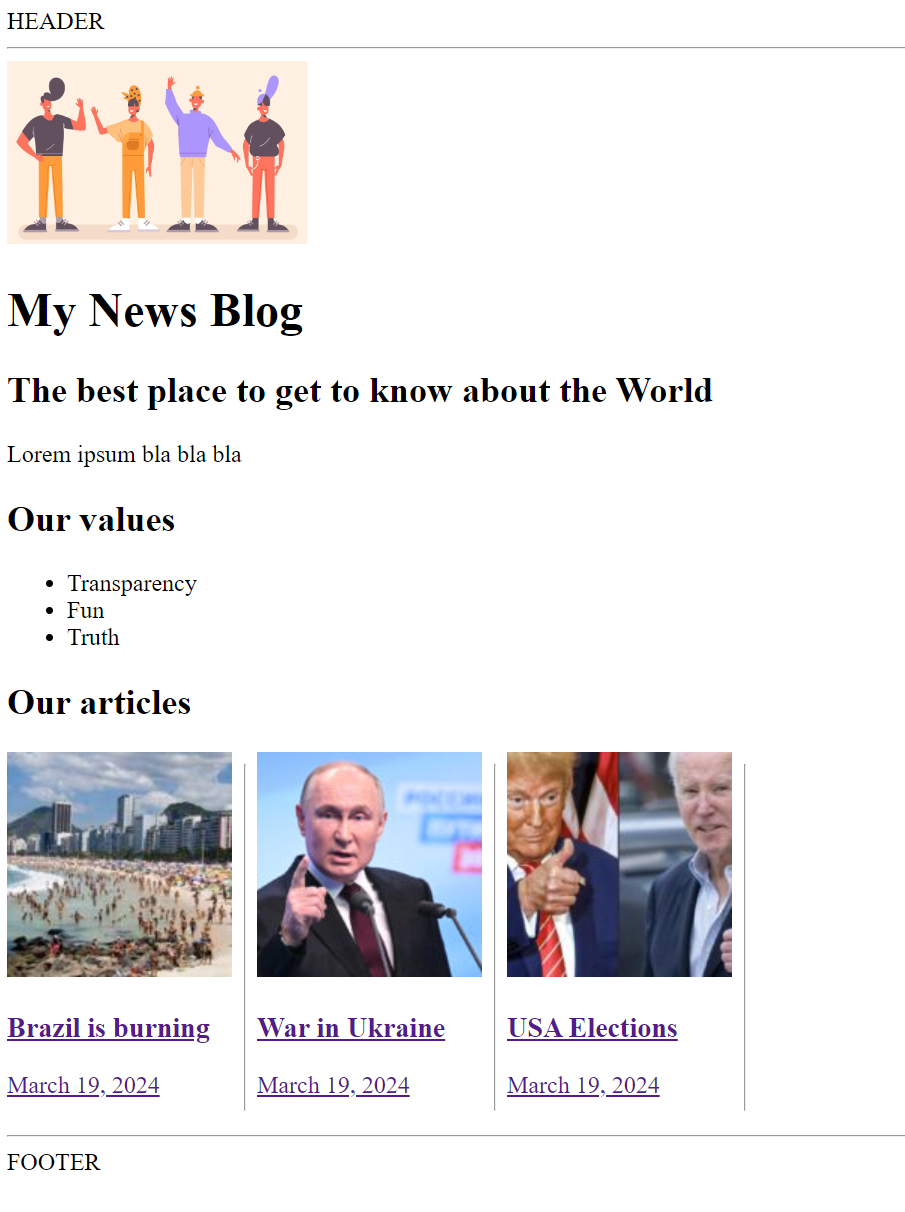 HEADER
My News Blog
The best place to get to know about the World
Lorem ipsum bla bla bla
Our values
Transparency
Fun
Truth
Our articles
Brazil is burning
March 19, 2024
War in Ukraine
March 19, 2024
USA Elections
March 19, 2024
FOOTER